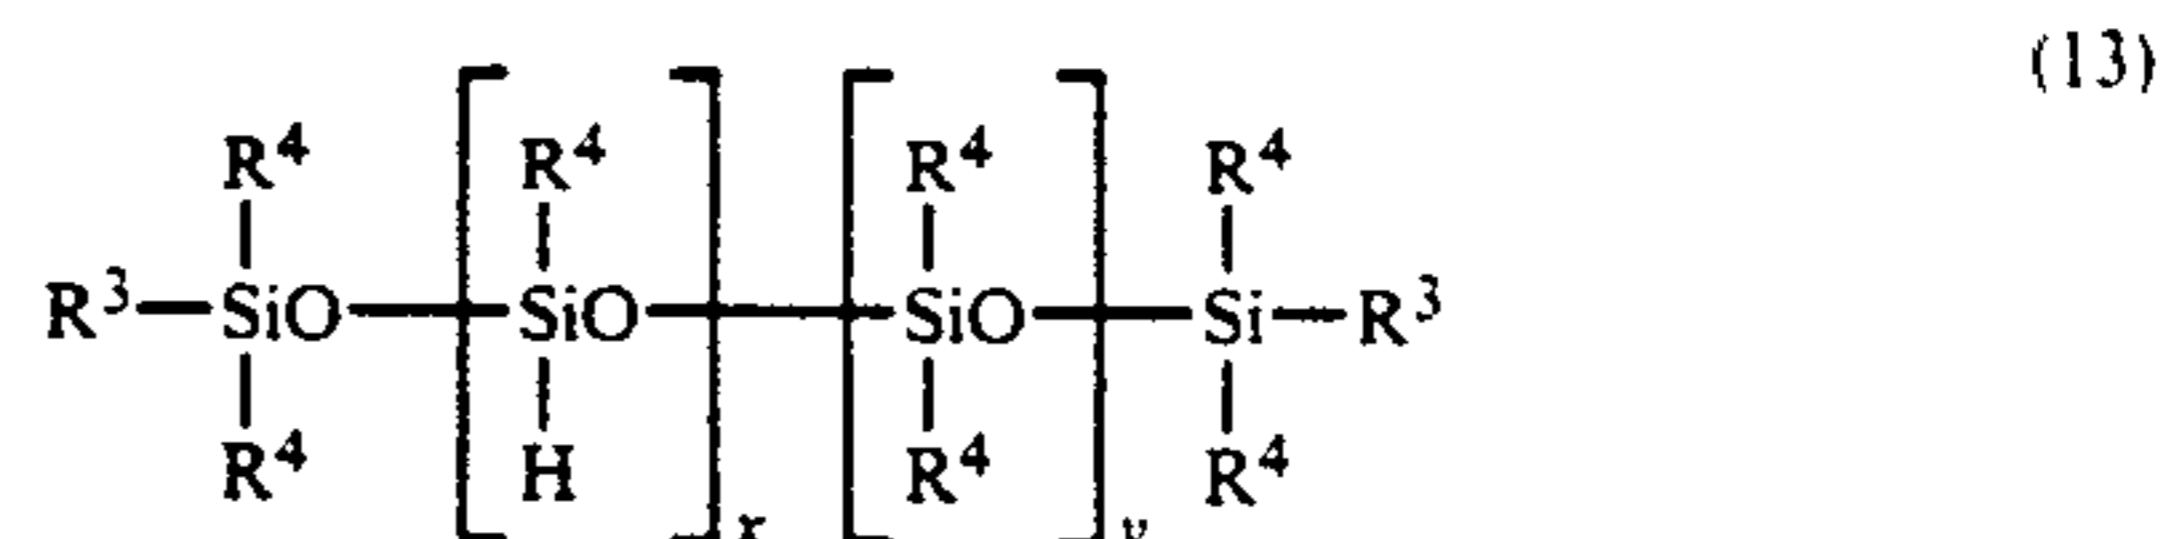 (13)
R⁴ R⁴ R⁴ R⁴
R³—SiO—[SiO]—[SiO]—Si—R³
R⁴ H R⁴ R⁴